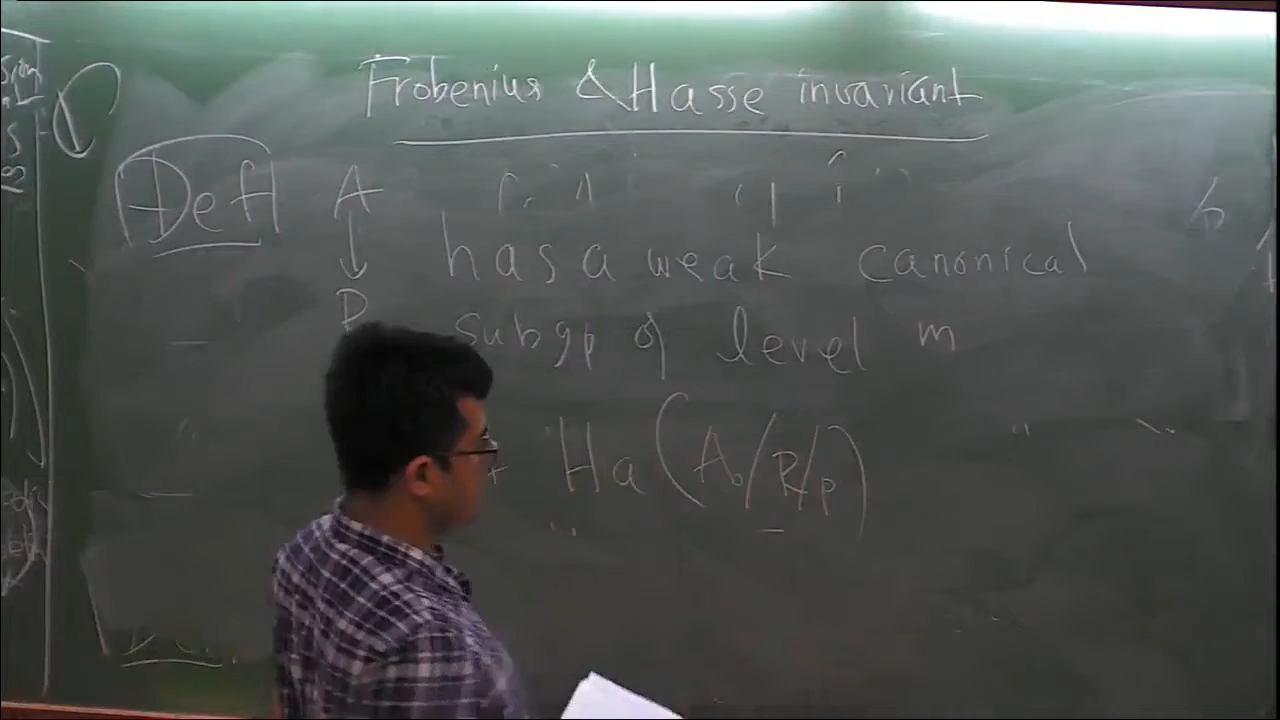 Frobenius & Hasse invariant
Def A
↓ has a weak canonical
R subgp of level m
Ha(A₀/R/p)